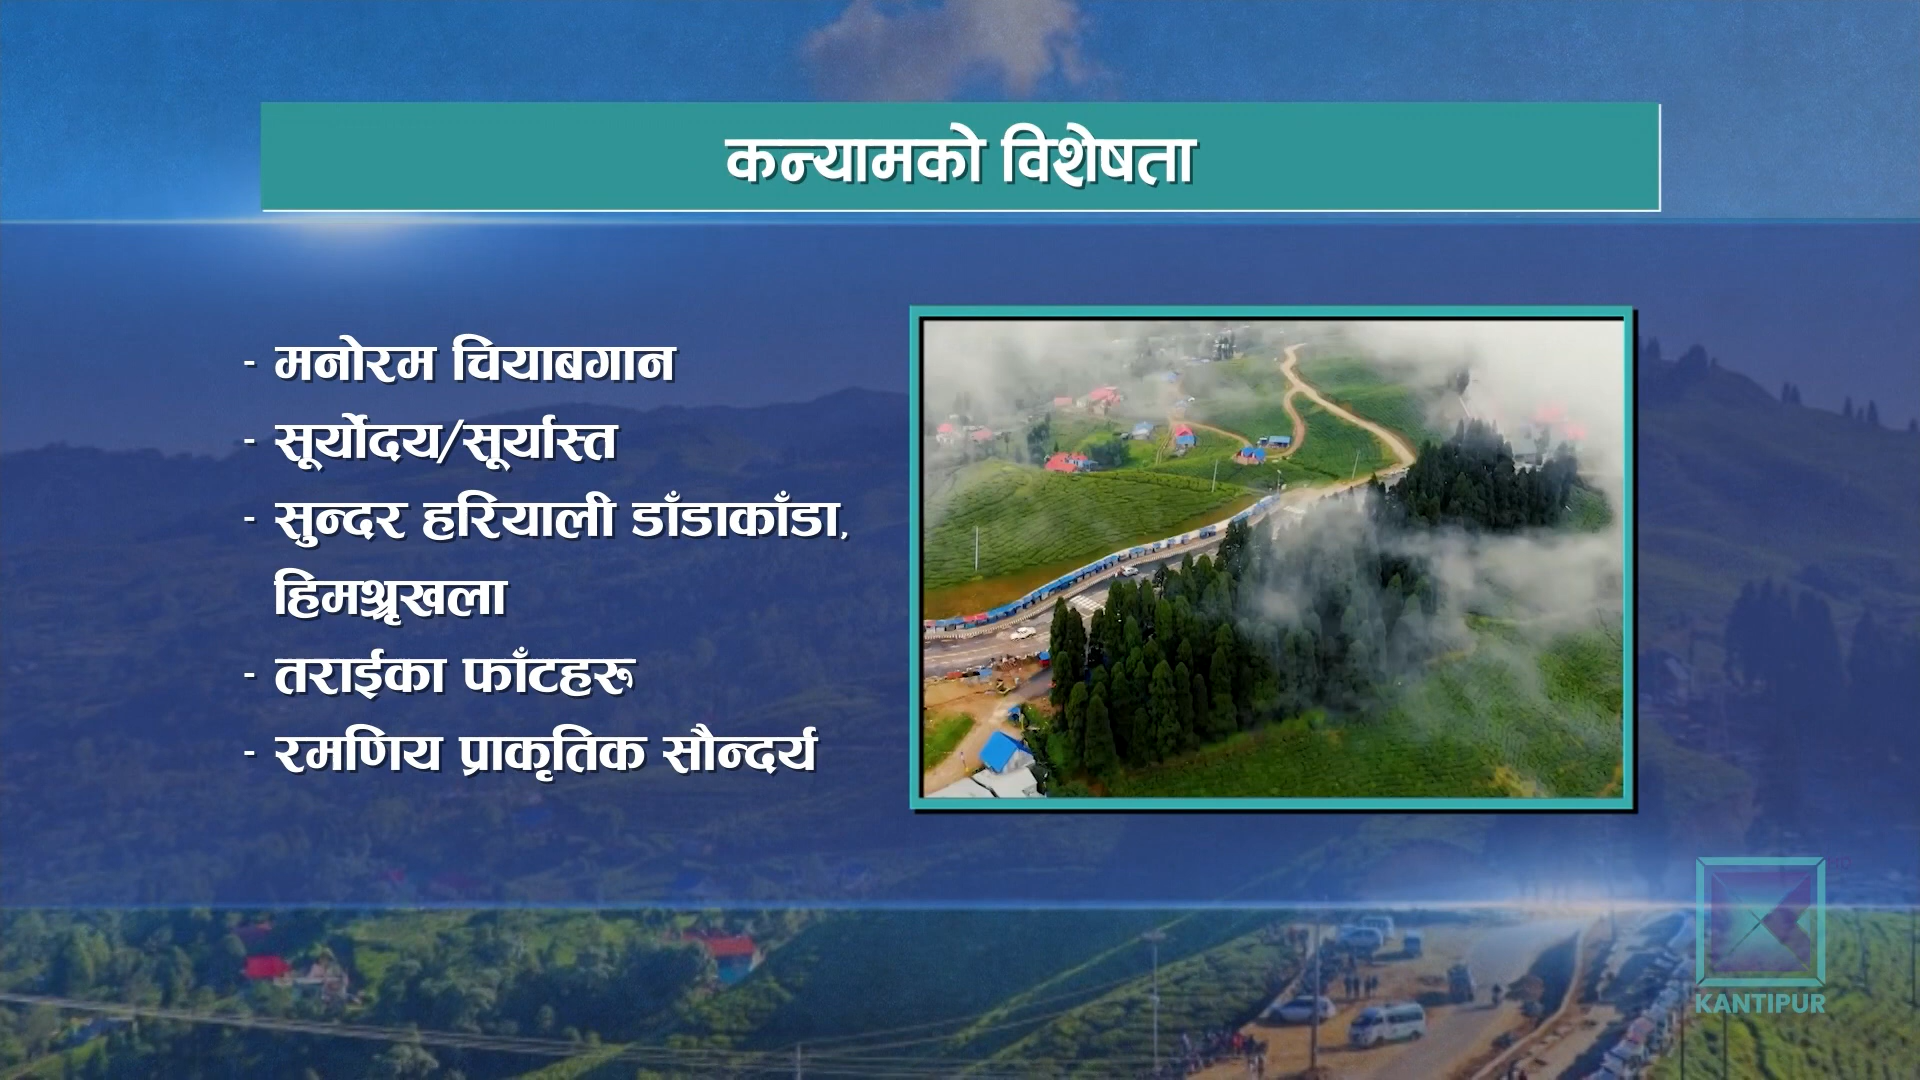 कन्यामको विशेषता
- मनोरम चियाबगान
- सूर्योदय/सूर्यास्त
- सुन्दर हरियाली डाँडाकाँडा,
हिमश्रृखला
- तराईका फाँटहरु
- रमणिय प्राकृतिक सौन्दर्य
KANTIPUR